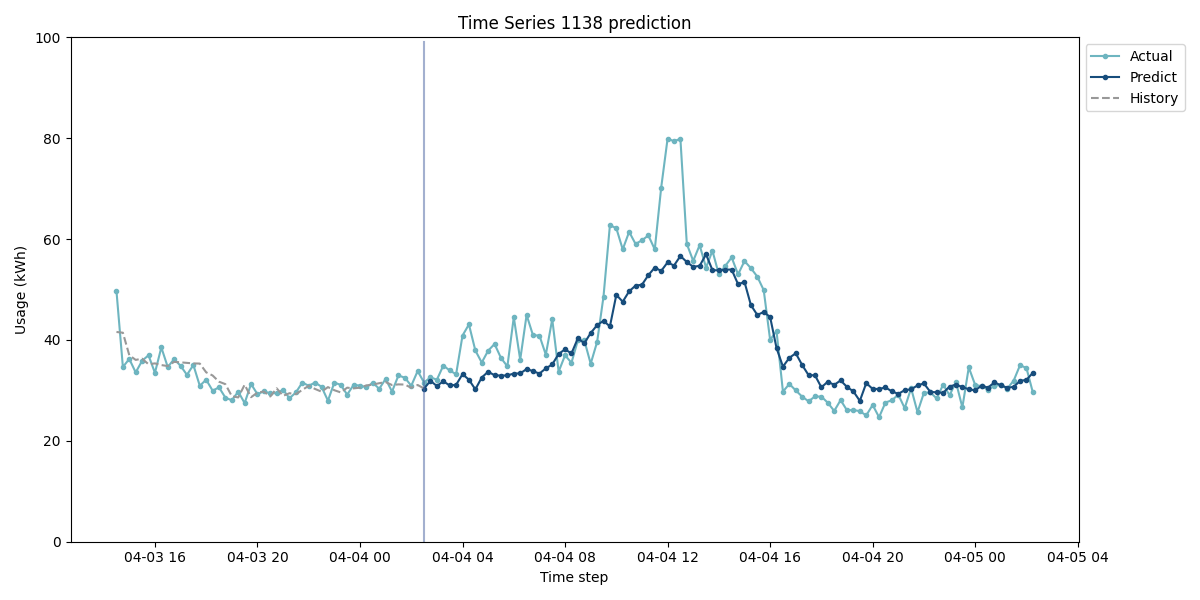 Time Series 1138 prediction
100
80
60
40
20
0
Usage (kWh)
04-03 16
04-03 20
04-04 00
04-04 04
04-04 08
04-04 12
04-04 16
04-04 20
04-05 00
04-05 04
Time step
Actual
Predict
History